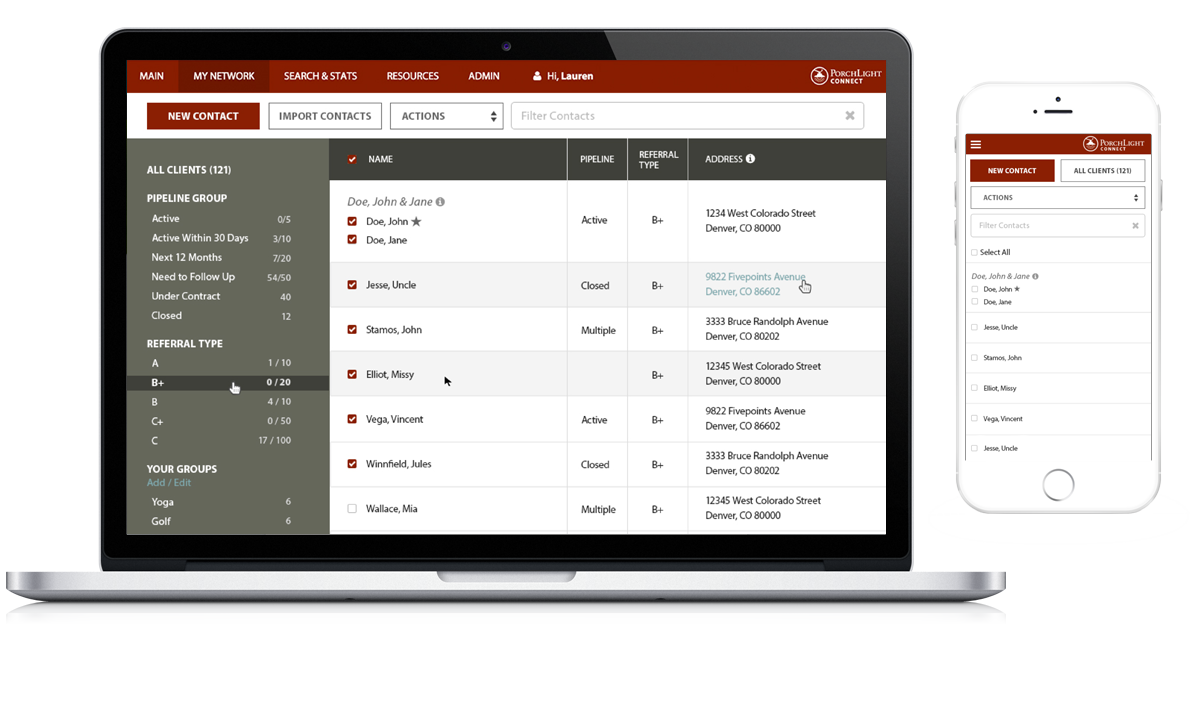 MAIN
MY NETWORK
SEARCH & STATS
RESOURCES
ADMIN
Hi, Lauren
PORCHLIGHT
CONNECT
NEW CONTACT
IMPORT CONTACTS
ACTIONS
Filter Contacts
ALL CLIENTS (121)
PIPELINE GROUP
Active 0/5
Active Within 30 Days 3/10
Next 12 Months 7/20
Need to Follow Up 54/50
Under Contract 40
Closed 12
REFERRAL TYPE
A 1 / 10
B+ 0 / 20
B 4 / 10
C+ 0 / 50
C 17 / 100
YOUR GROUPS
Add / Edit
Yoga 6
Golf 6
NAME
PIPELINE
REFERRAL
TYPE
ADDRESS
Doe, John & Jane
Doe, John
Doe, Jane
Active
B+
1234 West Colorado Street
Denver, CO 80000
Jesse, Uncle
Closed
B+
9822 Fivepoints Avenue
Denver, CO 86602
Stamos, John
Multiple
B+
3333 Bruce Randolph Avenue
Denver, CO 80202
Elliot, Missy
B+
12345 West Colorado Street
Denver, CO 80000
Vega, Vincent
Active
B+
9822 Fivepoints Avenue
Denver, CO 86602
Winnfield, Jules
Closed
B+
3333 Bruce Randolph Avenue
Denver, CO 80202
Wallace, Mia
Multiple
B+
12345 West Colorado Street
Denver, CO 80000
PORCHLIGHT
CONNECT
NEW CONTACT
ALL CLIENTS (121)
ACTIONS
Filter Contacts
Select All
Doe, John & Jane
Doe, John
Doe, Jane
Jesse, Uncle
Stamos, John
Elliot, Missy
Vega, Vincent
Jesse, Uncle